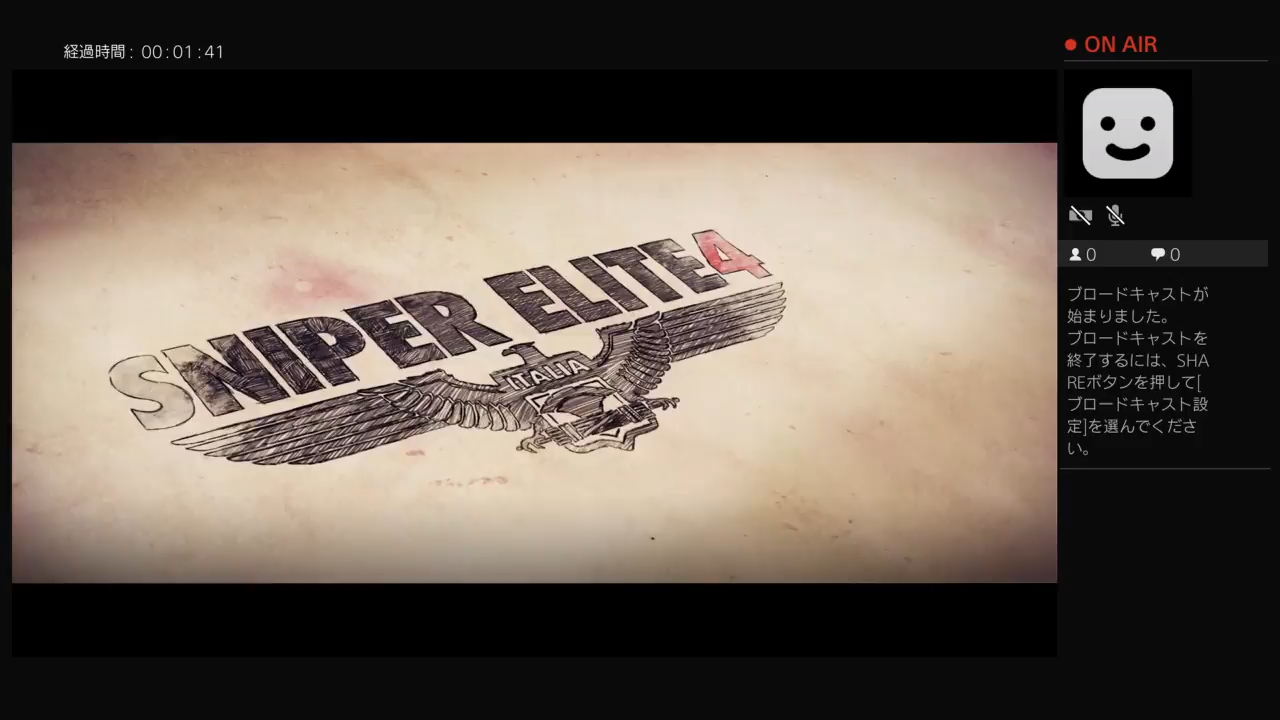 経過時間: 00:01:41
ON AIR
SNIPER ELITE 4
ITALIA
0 0
ブロードキャストが
始まりました。
ブロードキャストを
終了するには、SHA
REボタンを押して[
ブロードキャスト設
定]を選んでくださ
い。